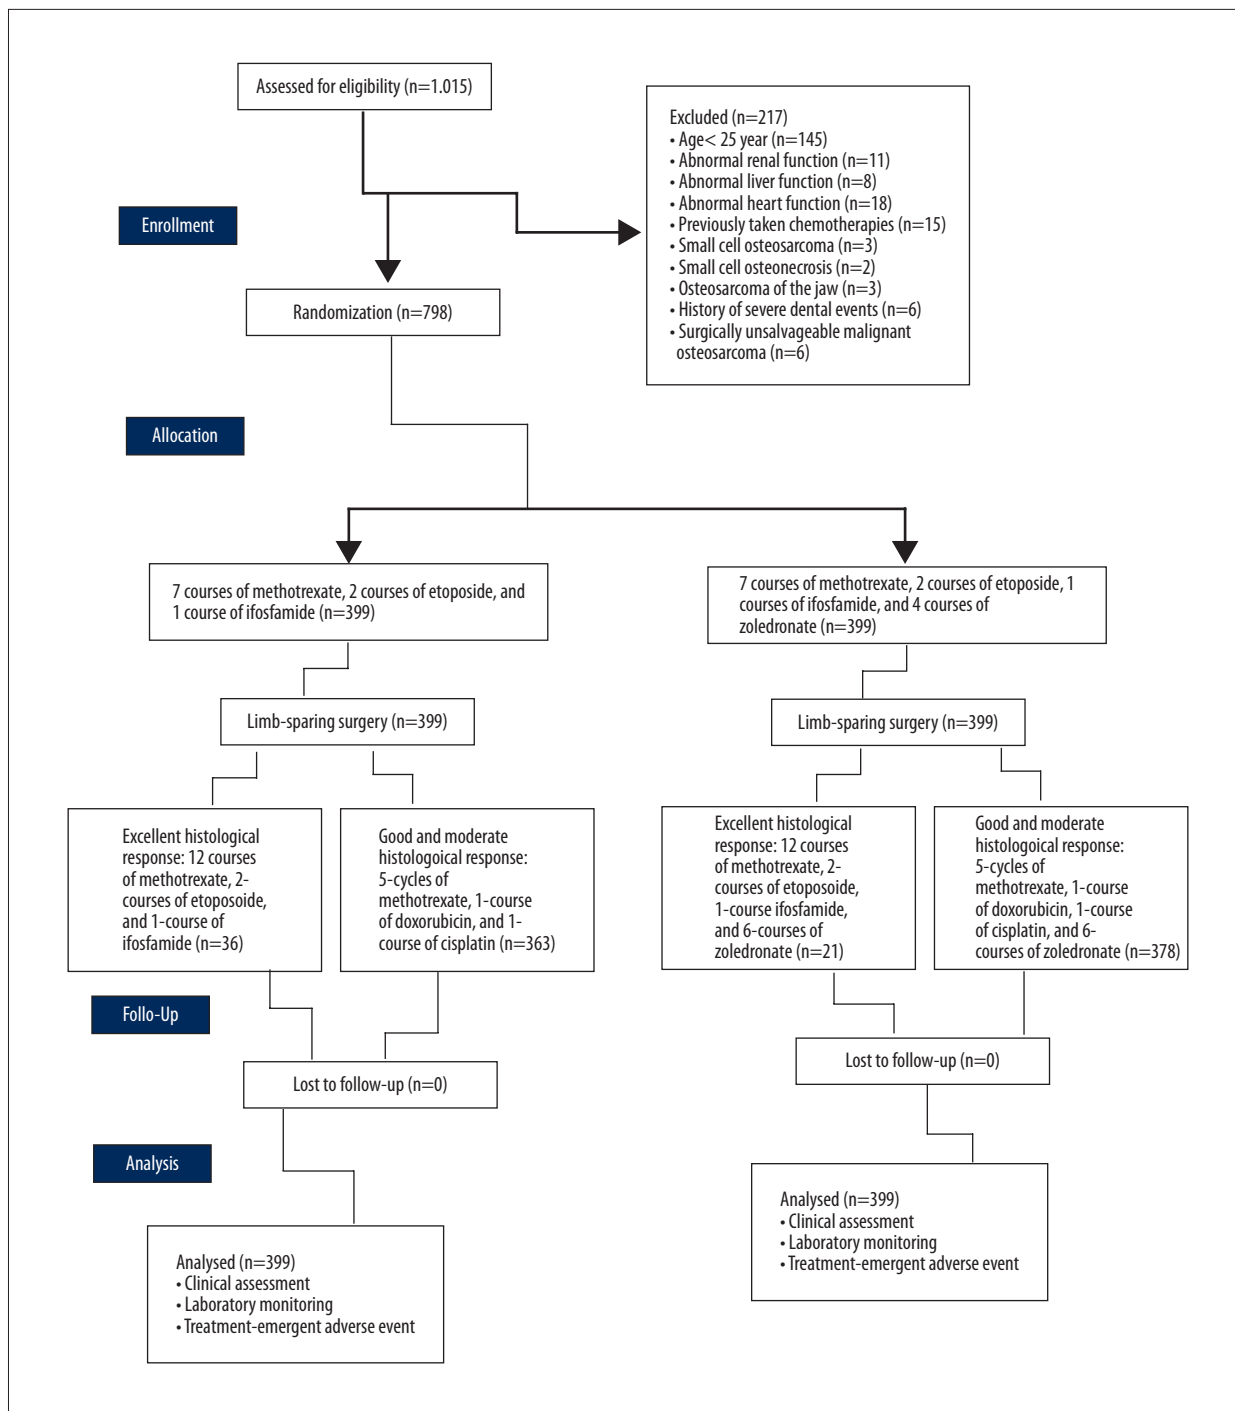 Assessed for eligibility (n=1.015)
Excluded (n=217)
• Age< 25 year (n=145)
• Abnormal renal function (n=11)
• Abnormal liver function (n=8)
• Abnormal heart function (n=18)
• Previously taken chemotherapies (n=15)
• Small cell osteosarcoma (n=3)
• Small cell osteonecrosis (n=2)
• Osteosarcoma of the jaw (n=3)
• History of severe dental events (n=6)
• Surgically unsalvageable malignant
osteosarcoma (n=6)
Enrollment
Randomization (n=798)
Allocation
7 courses of methotrexate, 2 courses of etoposide, and
1 course of ifosfamide (n=399)
7 courses of methotrexate, 2 courses of etoposide, 1
courses of ifosfamide, and 4 courses of
zoledronate (n=399)
Limb-sparing surgery (n=399)
Limb-sparing surgery (n=399)
Excellent histological
response: 12 courses
of methotrexate, 2-
courses of etoposoide,
and 1-course of
ifosfamide (n=36)
Good and moderate
histologoical response:
5-cycles of
methotrexate, 1-course
of doxorubicin, and 1-
course of cisplatin (n=363)
Excellent histological
response: 12 courses
of methotrexate, 2-
courses of etoposoide,
1-course ifosfamide,
and 6-courses of
zoledronate (n=21)
Good and moderate
histologoical response:
5-cycles of
methotrexate, 1-course
of doxorubicin, 1-course
of cisplatin, and 6-
courses of zoledronate (n=378)
Follo-Up
Lost to follow-up (n=0)
Lost to follow-up (n=0)
Analysis
Analysed (n=399)
• Clinical assessment
• Laboratory monitoring
• Treatment-emergent adverse event
Analysed (n=399)
• Clinical assessment
• Laboratory monitoring
• Treatment-emergent adverse event